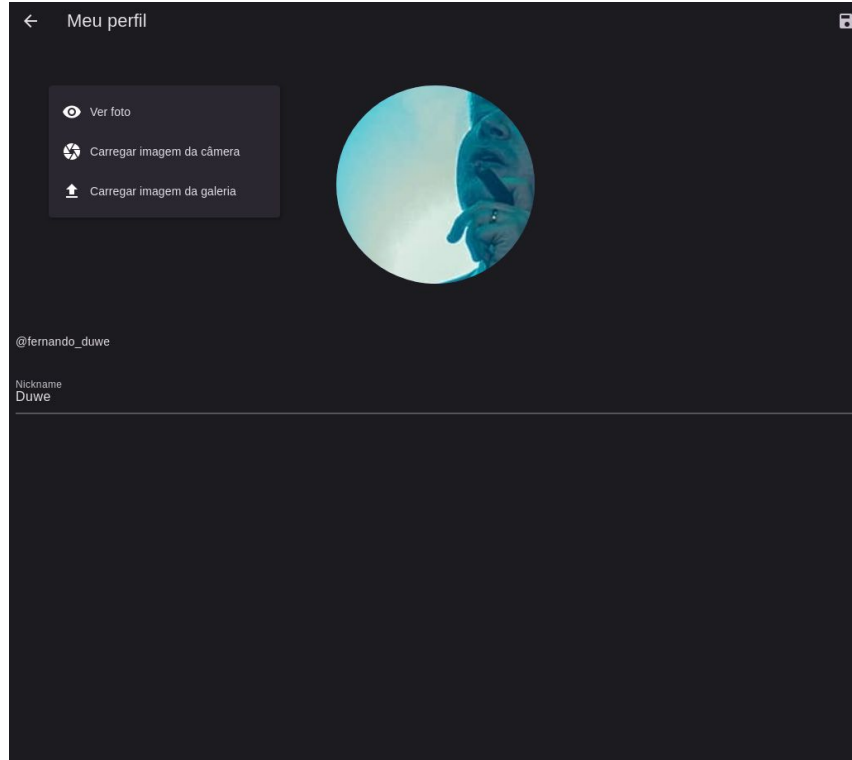 Meu perfil
Ver foto
Carregar imagem da câmera
Carregar imagem da galeria
@fernando_duwe
Nickname
Duwe